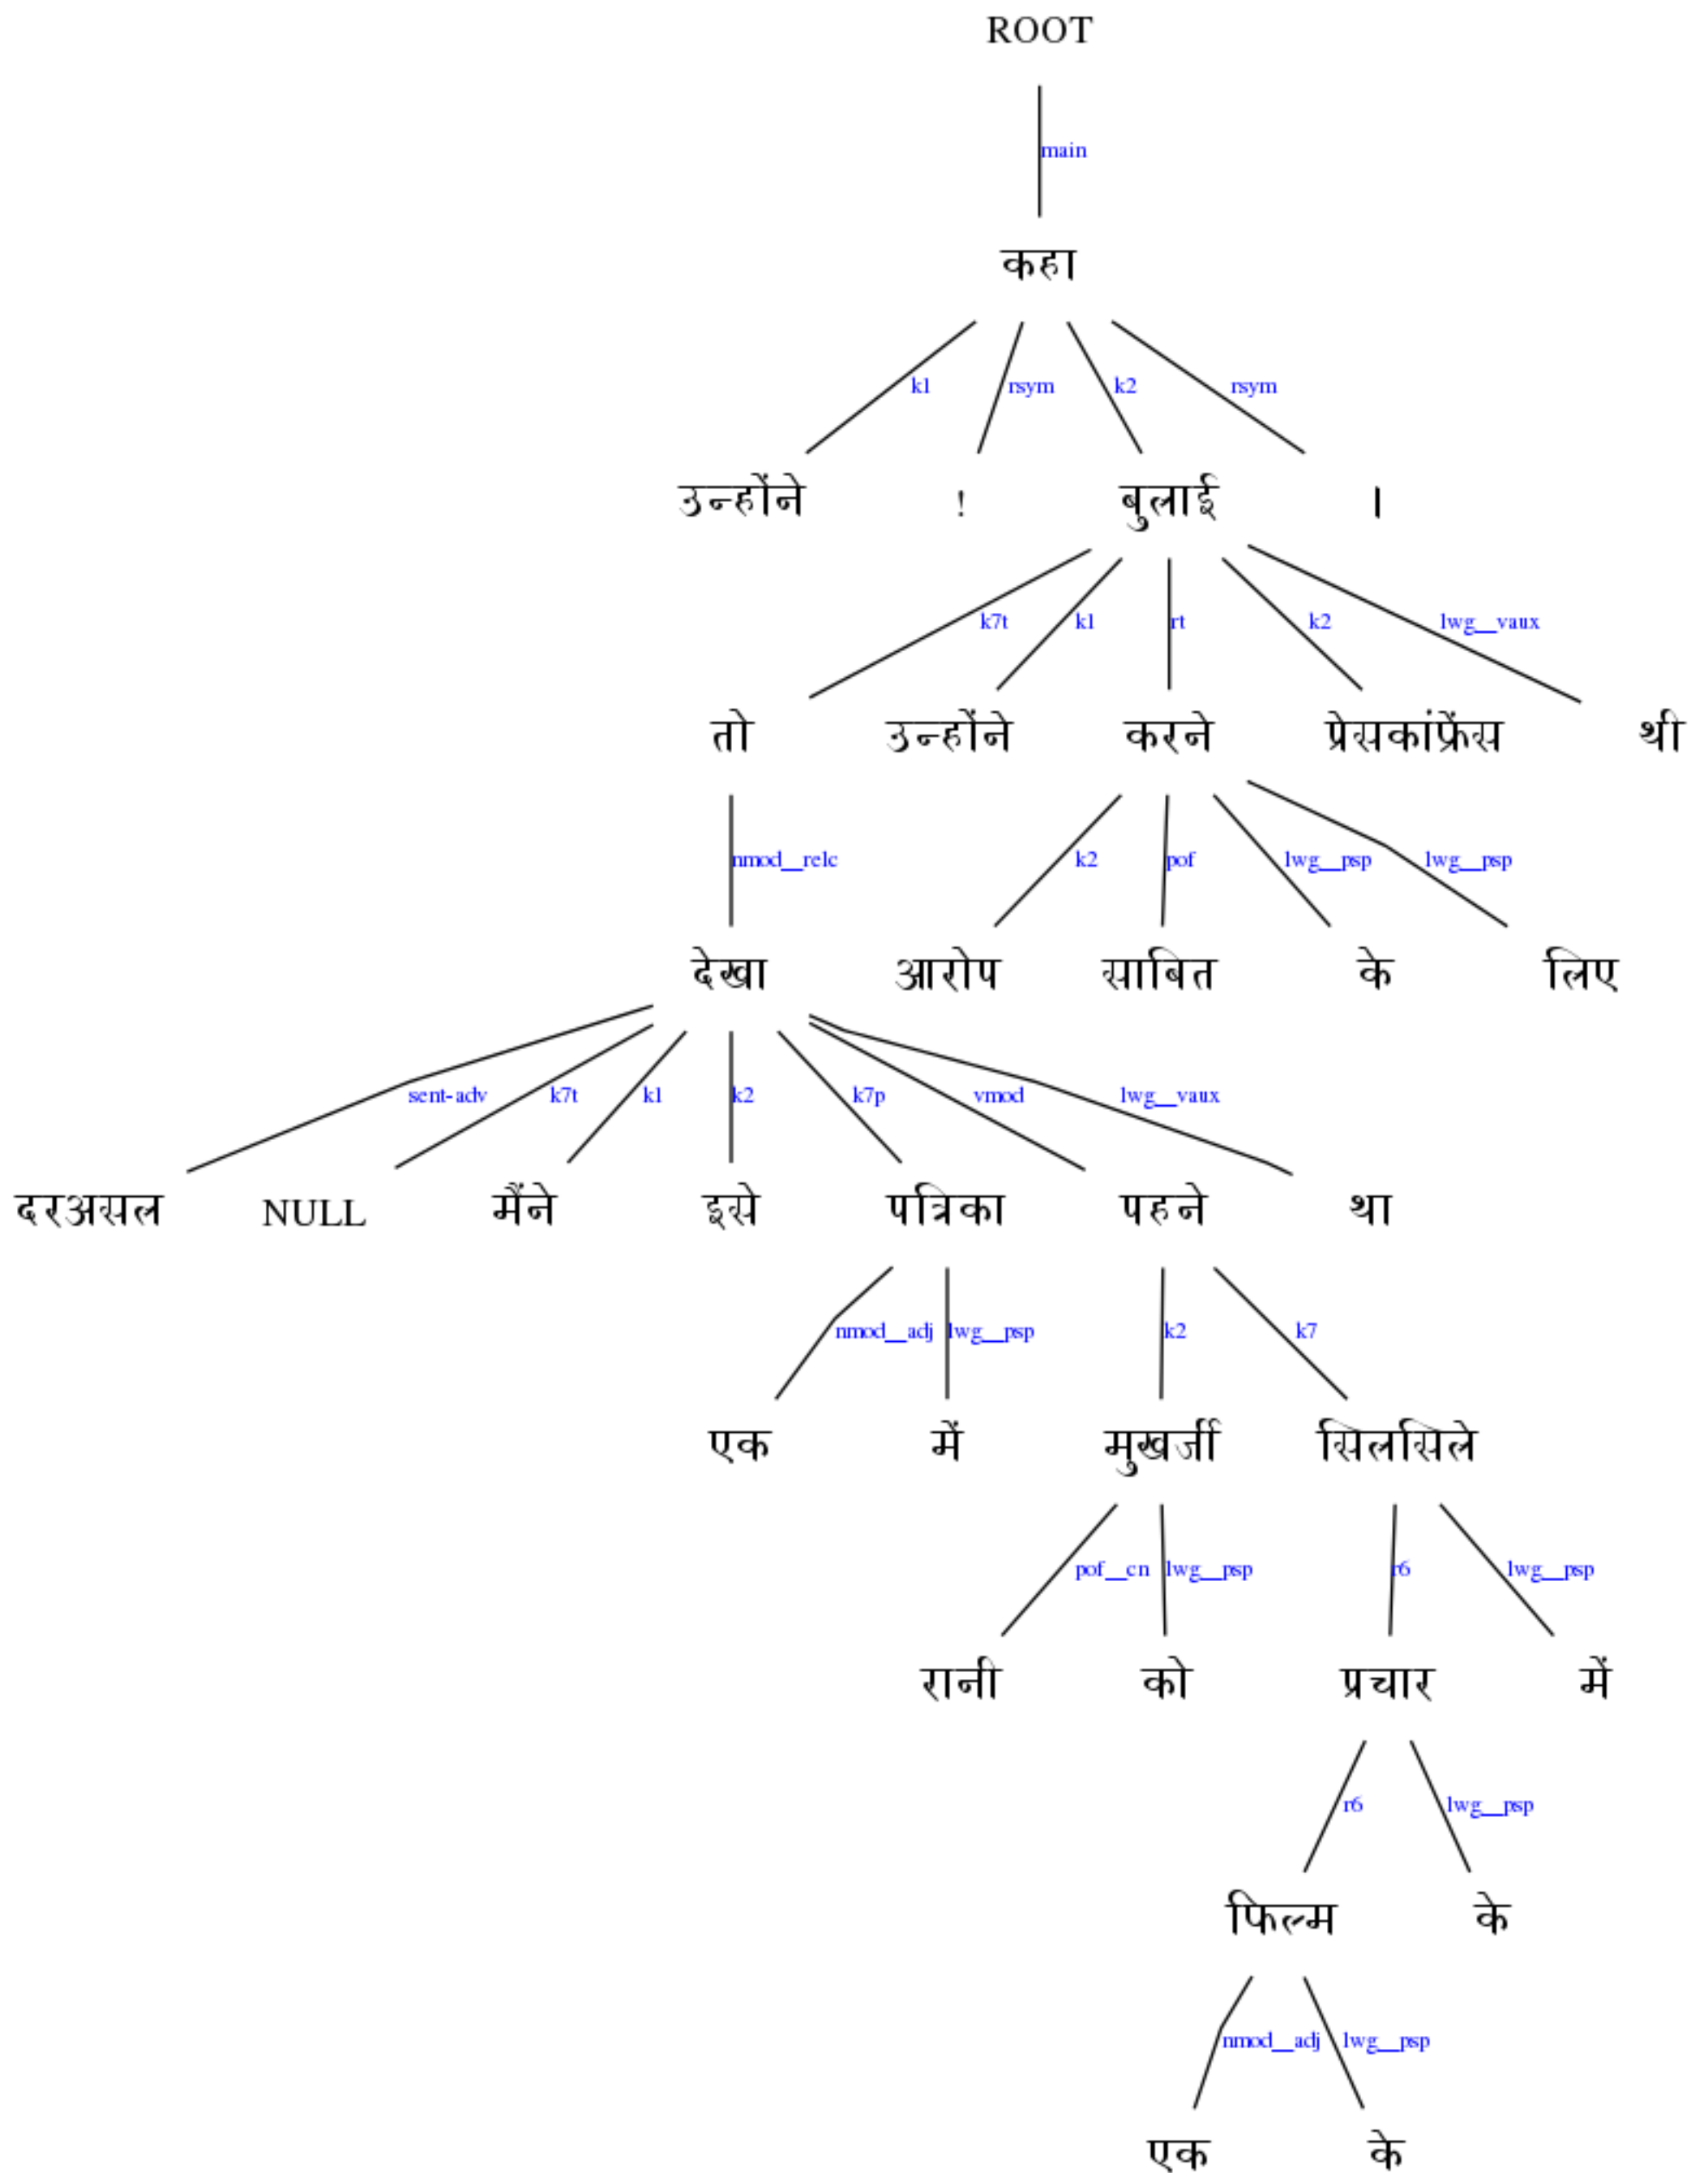 ROOT
main
कहा
k1 rsym k2 rsym
उन्होंने ! बुलाई ।
k7t k1 rt k2 lwg__vaux
तो उन्होंने करने प्रेसकांफ्रेंस थी
nmod__relc k2 pof lwg__psp lwg__psp
देखा आरोप साबित के लिए
sent-adv k7t k1 k2 k7p vmod lwg__vaux
दरअसल NULL मैंने इसे पत्रिका पहने था
nmod__adj lwg__psp k2 k7
एक में मुखर्जी सिलसिले
pof__cn lwg__psp r6 lwg__psp
रानी को प्रचार में
r6 lwg__psp
फिल्म के
nmod__adj lwg__psp
एक के